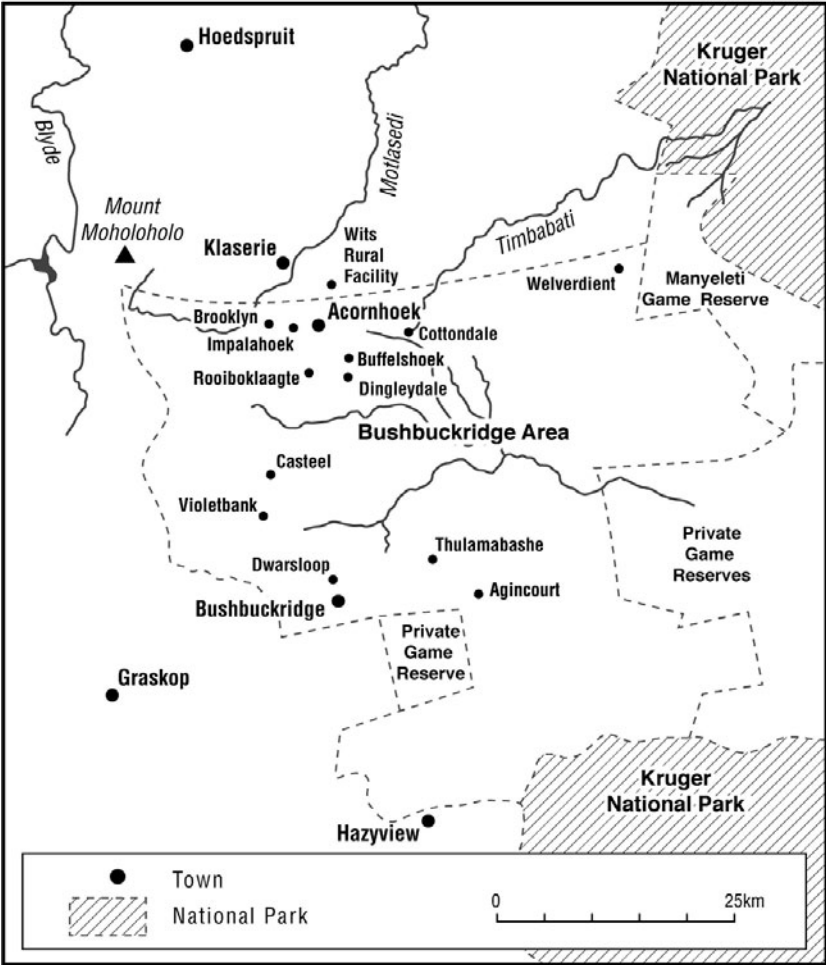 Hoedspruit
Kruger
National Park
Blyde
Motlasedi
Mount
Moholoholo
Klaserie
Wits
Rural
Facility
Timbabati
Welverdient
Manyeleti
Game Reserve
Brooklyn
Acornhoek
Impalahoek
Cottondale
Buffelshoek
Rooiboklaagte
Dingleydale
Bushbuckridge Area
Casteel
Violetbank
Thulamabashe
Private
Game
Reserves
Dwarsloop
Agincourt
Bushbuckridge
Private
Game
Reserve
Graskop
Kruger
National Park
Hazyview
Town
National Park
0 25km